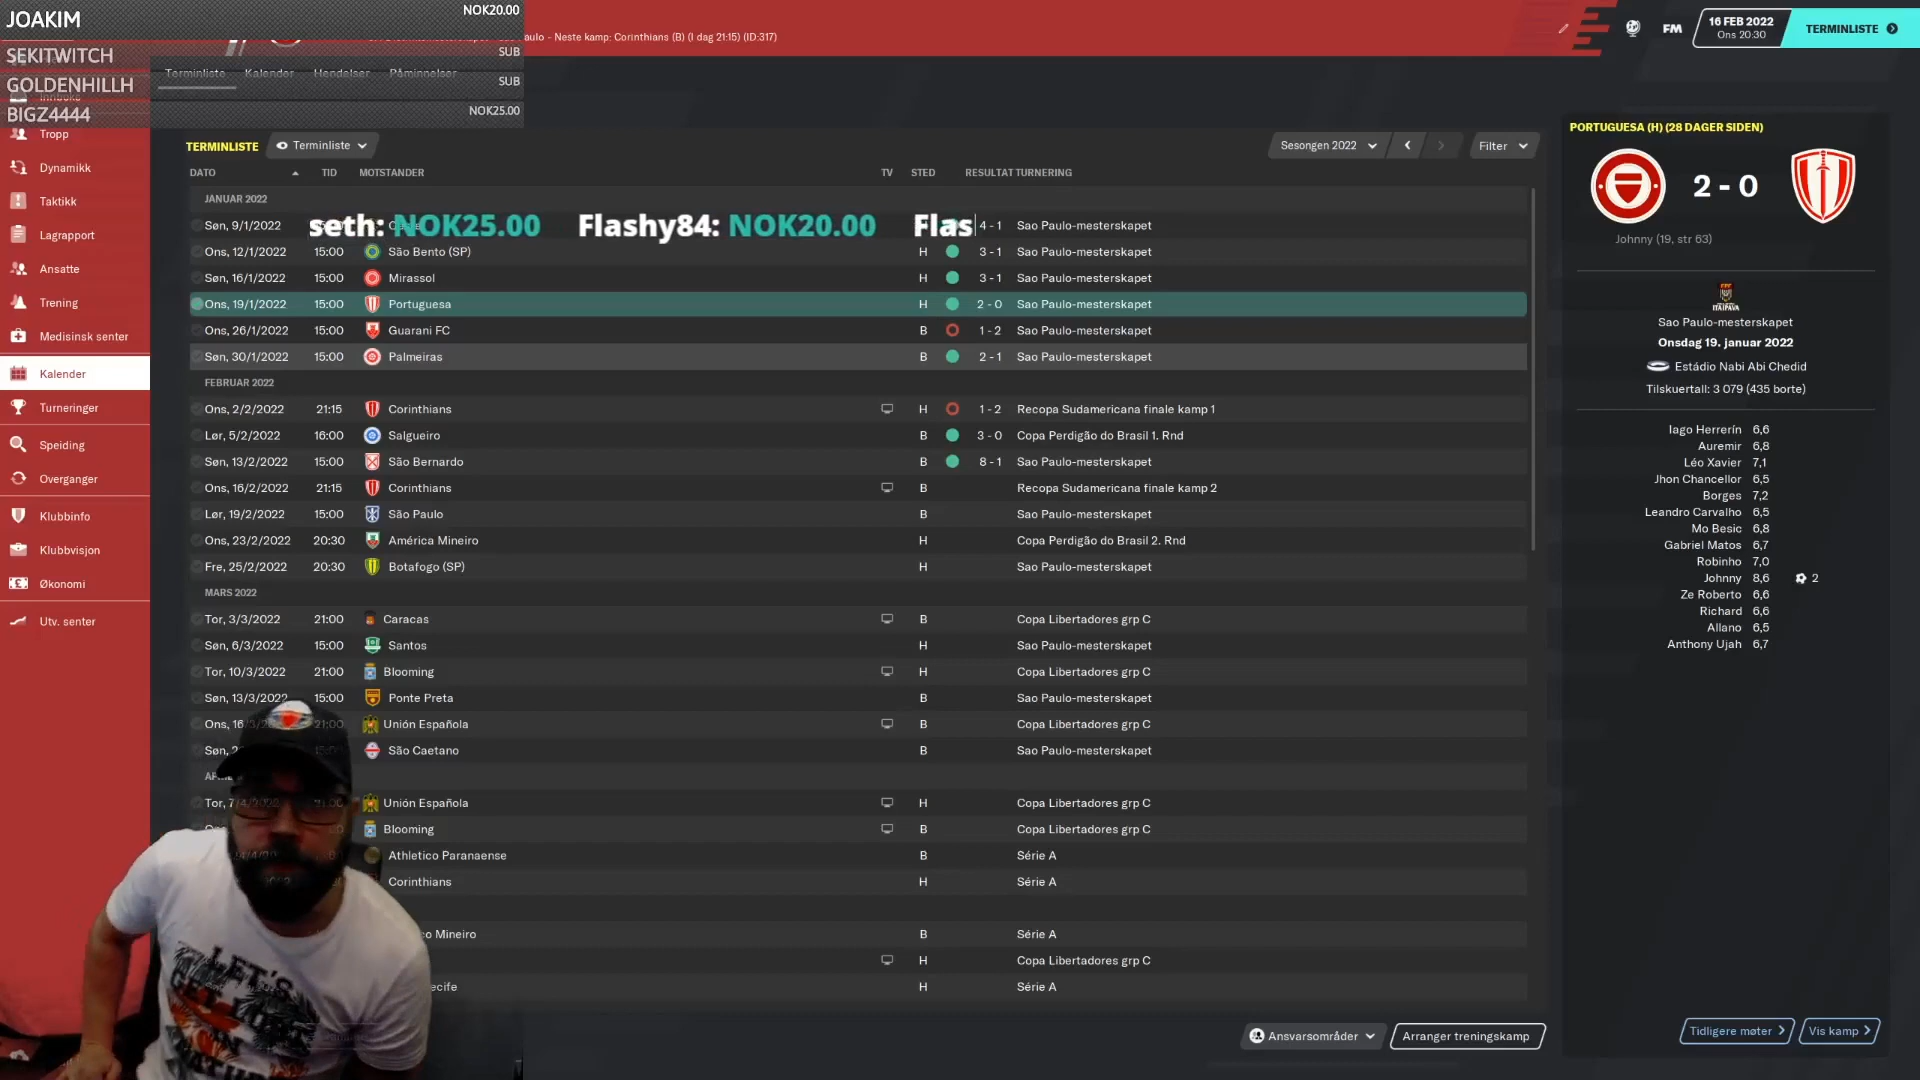 JOAKIM NOK20.00
SEKITWITCH SUB
GOLDENHILLH SUB
BIGZ4444 NOK25.00
aulo - Neste kamp: Corinthians (B) (I dag 21:15) (ID:317)
FM
16 FEB 2022
Ons 20:30
TERMINLISTE
Terminliste Kalender Hendelser Påminnelser
Innboks
Tropp
Dynamikk
Taktikk
Lagrapport
Ansatte
Trening
Medisinsk senter
Kalender
Turneringer
Speiding
Overganger
Klubbinfo
Klubbvisjon
Økonomi
Utv. senter
TERMINLISTE Terminliste
Sesongen 2022 Filter
DATO TID MOTSTANDER TV STED RESULTAT TURNERING
JANUAR 2022
seth: NOK25.00 Flashy84: NOK20.00 Flas
Søn, 9/1/2022 4 - 1 Sao Paulo-mesterskapet
Ons, 12/1/2022 15:00 São Bento (SP) H 3 - 1 Sao Paulo-mesterskapet
Søn, 16/1/2022 15:00 Mirassol H 3 - 1 Sao Paulo-mesterskapet
Ons, 19/1/2022 15:00 Portuguesa H 2 - 0 Sao Paulo-mesterskapet
Ons, 26/1/2022 15:00 Guarani FC B 1 - 2 Sao Paulo-mesterskapet
Søn, 30/1/2022 15:00 Palmeiras B 2 - 1 Sao Paulo-mesterskapet
FEBRUAR 2022
Ons, 2/2/2022 21:15 Corinthians H 1 - 2 Recopa Sudamericana finale kamp 1
Lør, 5/2/2022 16:00 Salgueiro B 3 - 0 Copa Perdigão do Brasil 1. Rnd
Søn, 13/2/2022 15:00 São Bernardo B 8 - 1 Sao Paulo-mesterskapet
Ons, 16/2/2022 21:15 Corinthians B Recopa Sudamericana finale kamp 2
Lør, 19/2/2022 15:00 São Paulo B Sao Paulo-mesterskapet
Ons, 23/2/2022 20:30 América Mineiro H Copa Perdigão do Brasil 2. Rnd
Fre, 25/2/2022 20:30 Botafogo (SP) H Sao Paulo-mesterskapet
MARS 2022
Tor, 3/3/2022 21:00 Caracas B Copa Libertadores grp C
Søn, 6/3/2022 15:00 Santos H Sao Paulo-mesterskapet
Tor, 10/3/2022 21:00 Blooming H Copa Libertadores grp C
Søn, 13/3/2022 15:00 Ponte Preta B Sao Paulo-mesterskapet
Ons, 16 21:00 Unión Española B Copa Libertadores grp C
Søn, 2 São Caetano B Sao Paulo-mesterskapet
Tor, 7/4/2022 21:00 Unión Española H Copa Libertadores grp C
Blooming B Copa Libertadores grp C
Athletico Paranaense B Série A
Corinthians H Série A
co Mineiro B Série A
H Copa Libertadores grp C
ecife H Série A
Ansvarsområder Arranger treningskamp
PORTUGUESA (H) (28 DAGER SIDEN)
2 - 0
Johnny (19, str 63)
ITAIPAVA
Sao Paulo-mesterskapet
Onsdag 19. januar 2022
Estádio Nabi Abi Chedid
Tilskuertall: 3 079 (435 borte)
Iago Herrerín 6,6
Auremir 6,8
Léo Xavier 7,1
Jhon Chancellor 6,5
Borges 7,2
Leandro Carvalho 6,5
Mo Besic 6,8
Gabriel Matos 6,7
Robinho 7,0
Johnny 8,6 2
Ze Roberto 6,6
Richard 6,6
Allano 6,5
Anthony Ujah 6,7
Tidligere møter Vis kamp
LET'S